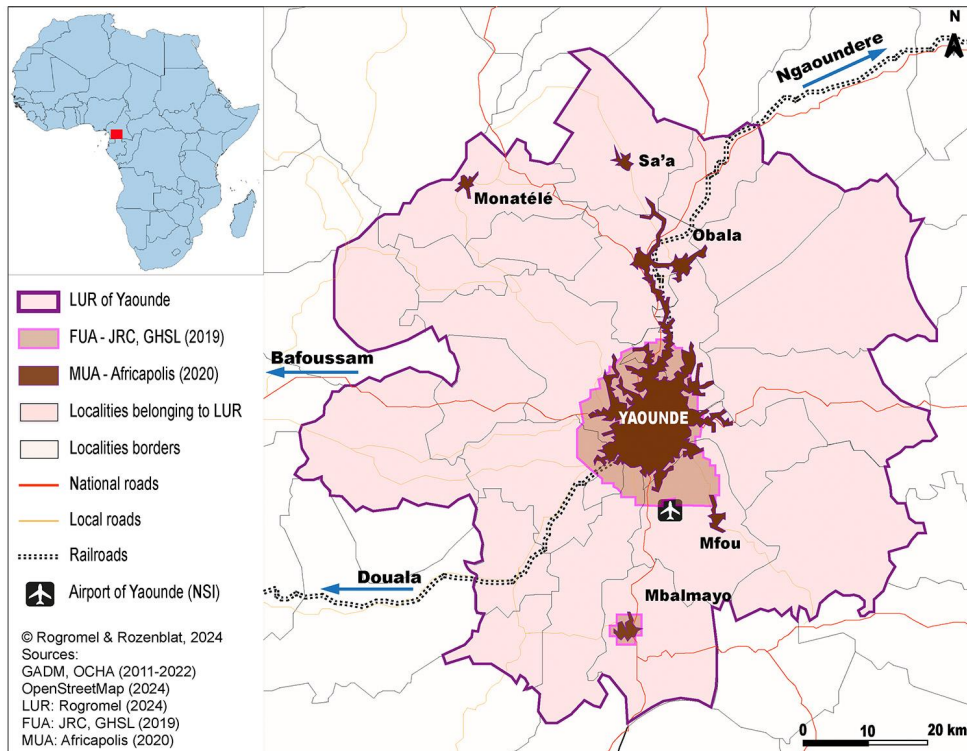 N
Ngaoundere
Sa'a
Monatélé
Obala
LUR of Yaounde
FUA - JRC, GHSL (2019)
Bafoussam
MUA - Africapolis (2020)
YAOUNDE
Localities belonging to LUR
Localities borders
National roads
Local roads
Mfou
Railroads
Douala
Airport of Yaounde (NSI)
Mbalmayo
© Rogromel & Rozenblat, 2024
Sources:
GADM, OCHA (2011-2022)
OpenStreetMap (2024)
LUR: Rogromel (2024)
FUA: JRC, GHSL (2019)
MUA: Africapolis (2020)
0 10 20 km